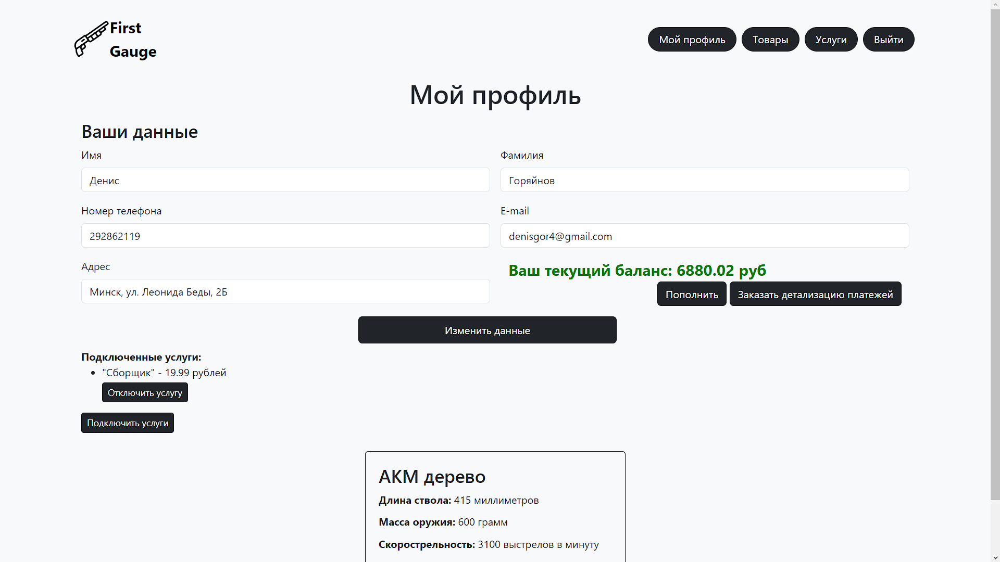 First
Gauge
Мой профиль
Товары
Услуги
Выйти
Мой профиль
Ваши данные
Имя
Фамилия
Денис
Горяйнов
Номер телефона
E-mail
292862119
denisgor4@gmail.com
Адрес
Ваш текущий баланс: 6880.02 руб
Минск, ул. Леонида Беды, 2Б
Пополнить
Заказать детализацию платежей
Изменить данные
Подключенные услуги:
"Сборщик" - 19.99 рублей
Отключить услугу
Подключить услуги
АКМ дерево
Длина ствола: 415 миллиметров
Масса оружия: 600 грамм
Скорострельность: 3100 выстрелов в минуту